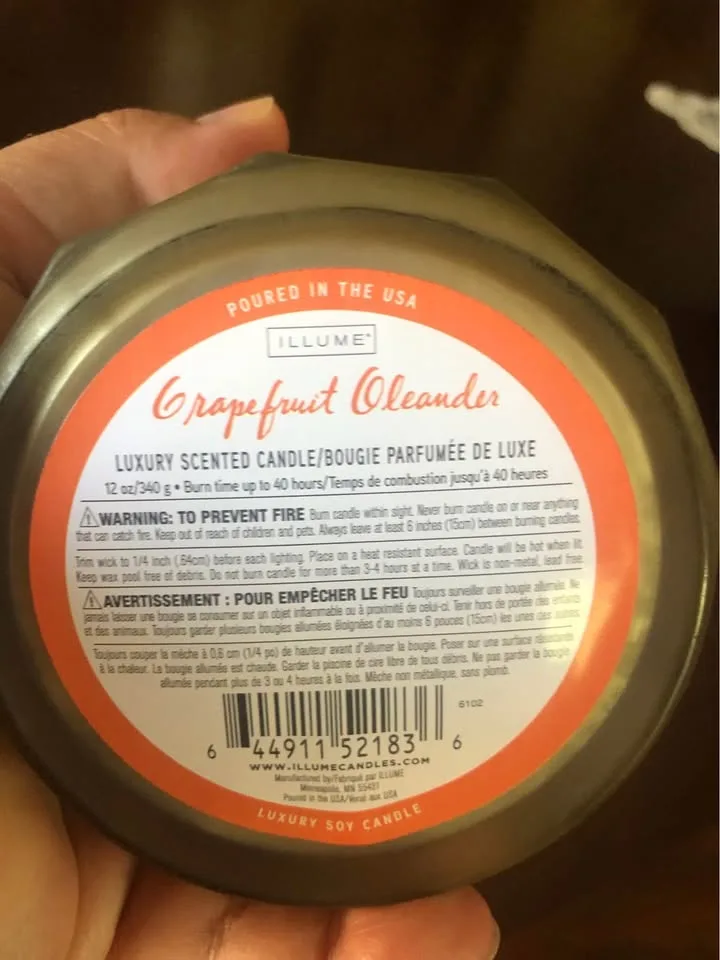 POURED IN THE USA
ILLUME®
Grapefruit Oleander
LUXURY SCENTED CANDLE/BOUGIE PARFUMÉE DE LUXE
12 oz/340 g • Burn time up to 40 hours/Temps de combustion jusqu'à 40 heures
⚠WARNING: TO PREVENT FIRE Burn candle within sight. Never burn candle on or near anything
that can catch fire. Keep out of reach of children and pets. Always leave at least 6 inches (15cm) between burning candles.
Trim wick to 1/4 inch (.64cm) before each lighting. Place on a heat resistant surface. Candle will be hot when lit.
Keep wax pool free of debris. Do not burn candle for more than 3-4 hours at a time. Wick is non-metal, lead free.
⚠AVERTISSEMENT : POUR EMPÊCHER LE FEU Toujours surveiller une bougie allumée. Ne
jamais laisser une bougie se consumer sur un objet inflammable ou à proximité de celui-ci. Tenir hors de portée des enfants
et des animaux. Toujours garder plusieurs bougies allumées éloignées d'au moins 6 pouces (15cm) les unes des autres.
Toujours couper la mèche à 0,6 cm (1/4 po) de hauteur avant d'allumer la bougie. Poser sur une surface résistante
à la chaleur. La bougie allumée est chaude. Garder la piscine de cire libre de tous débris. Ne pas garder la bougie
allumée pendant plus de 3 ou 4 heures à la fois. Mèche non métallique, sans plomb.
6102
6 44911 52183 6
WWW.ILLUMECANDLES.COM
Manufactured by/Fabriqué par ILLUME
Minneapolis, MN 55431
Poured in the USA/Versé aux USA
LUXURY SOY CANDLE